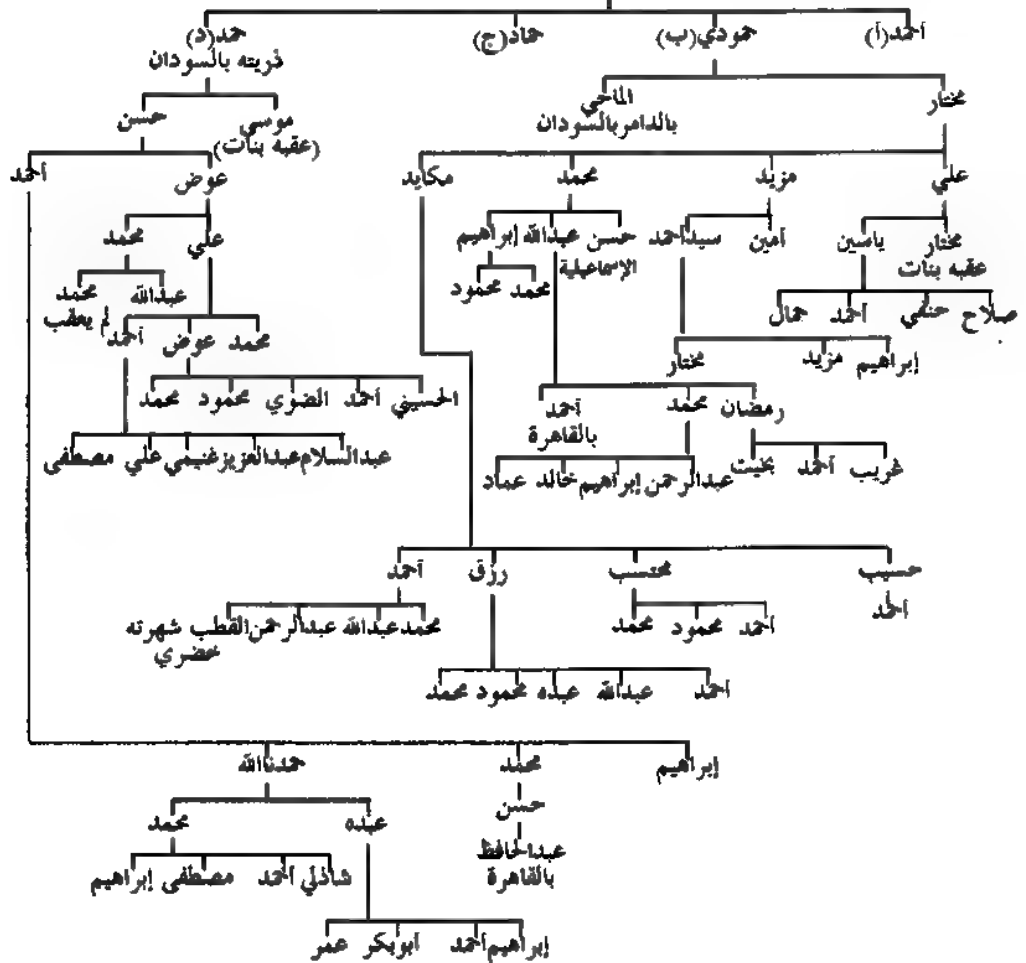 أحمد(أ) حمودي(ب) حماد(ج) حمد(د)
ذريته بالسودان
مختار الماحي
بالدامر بالسودان
موسى حسن
(عقبه بنات)
علي مزيد محمد مكايد عوض أحمد
مختار ياسين أمين سيدأحمد حسن عبدالله إبراهيم علي محمد
عقبه بنات الإسماعيلية
محمد محمود عبدالله محمد
لم يعقب
صلاح حنفي أحمد جمال محمد عوض أحمد
إبراهيم مزيد مختار
الحسيني أحمد الضوي محمود محمد
رمضان محمد أحمد
بالقاهرة
عبدالسلام عبدالعزيز غنيمي علي مصطفى
غريب أحمد بخيت عبدالرحمن إبراهيم خالد عماد
حسيب محتسب رزق أحمد
أحمد
أحمد محمود محمد محمد عبدالله عبدالرحمن القطب شهرته
خضري
أحمد عبدالله عبده محمود محمد
إبراهيم محمد حمدناالله
حسن
عبده محمد
عبدالحافظ
بالقاهرة
شاذلي أحمد مصطفى إبراهيم
إبراهيم أحمد أبوبكر عمر